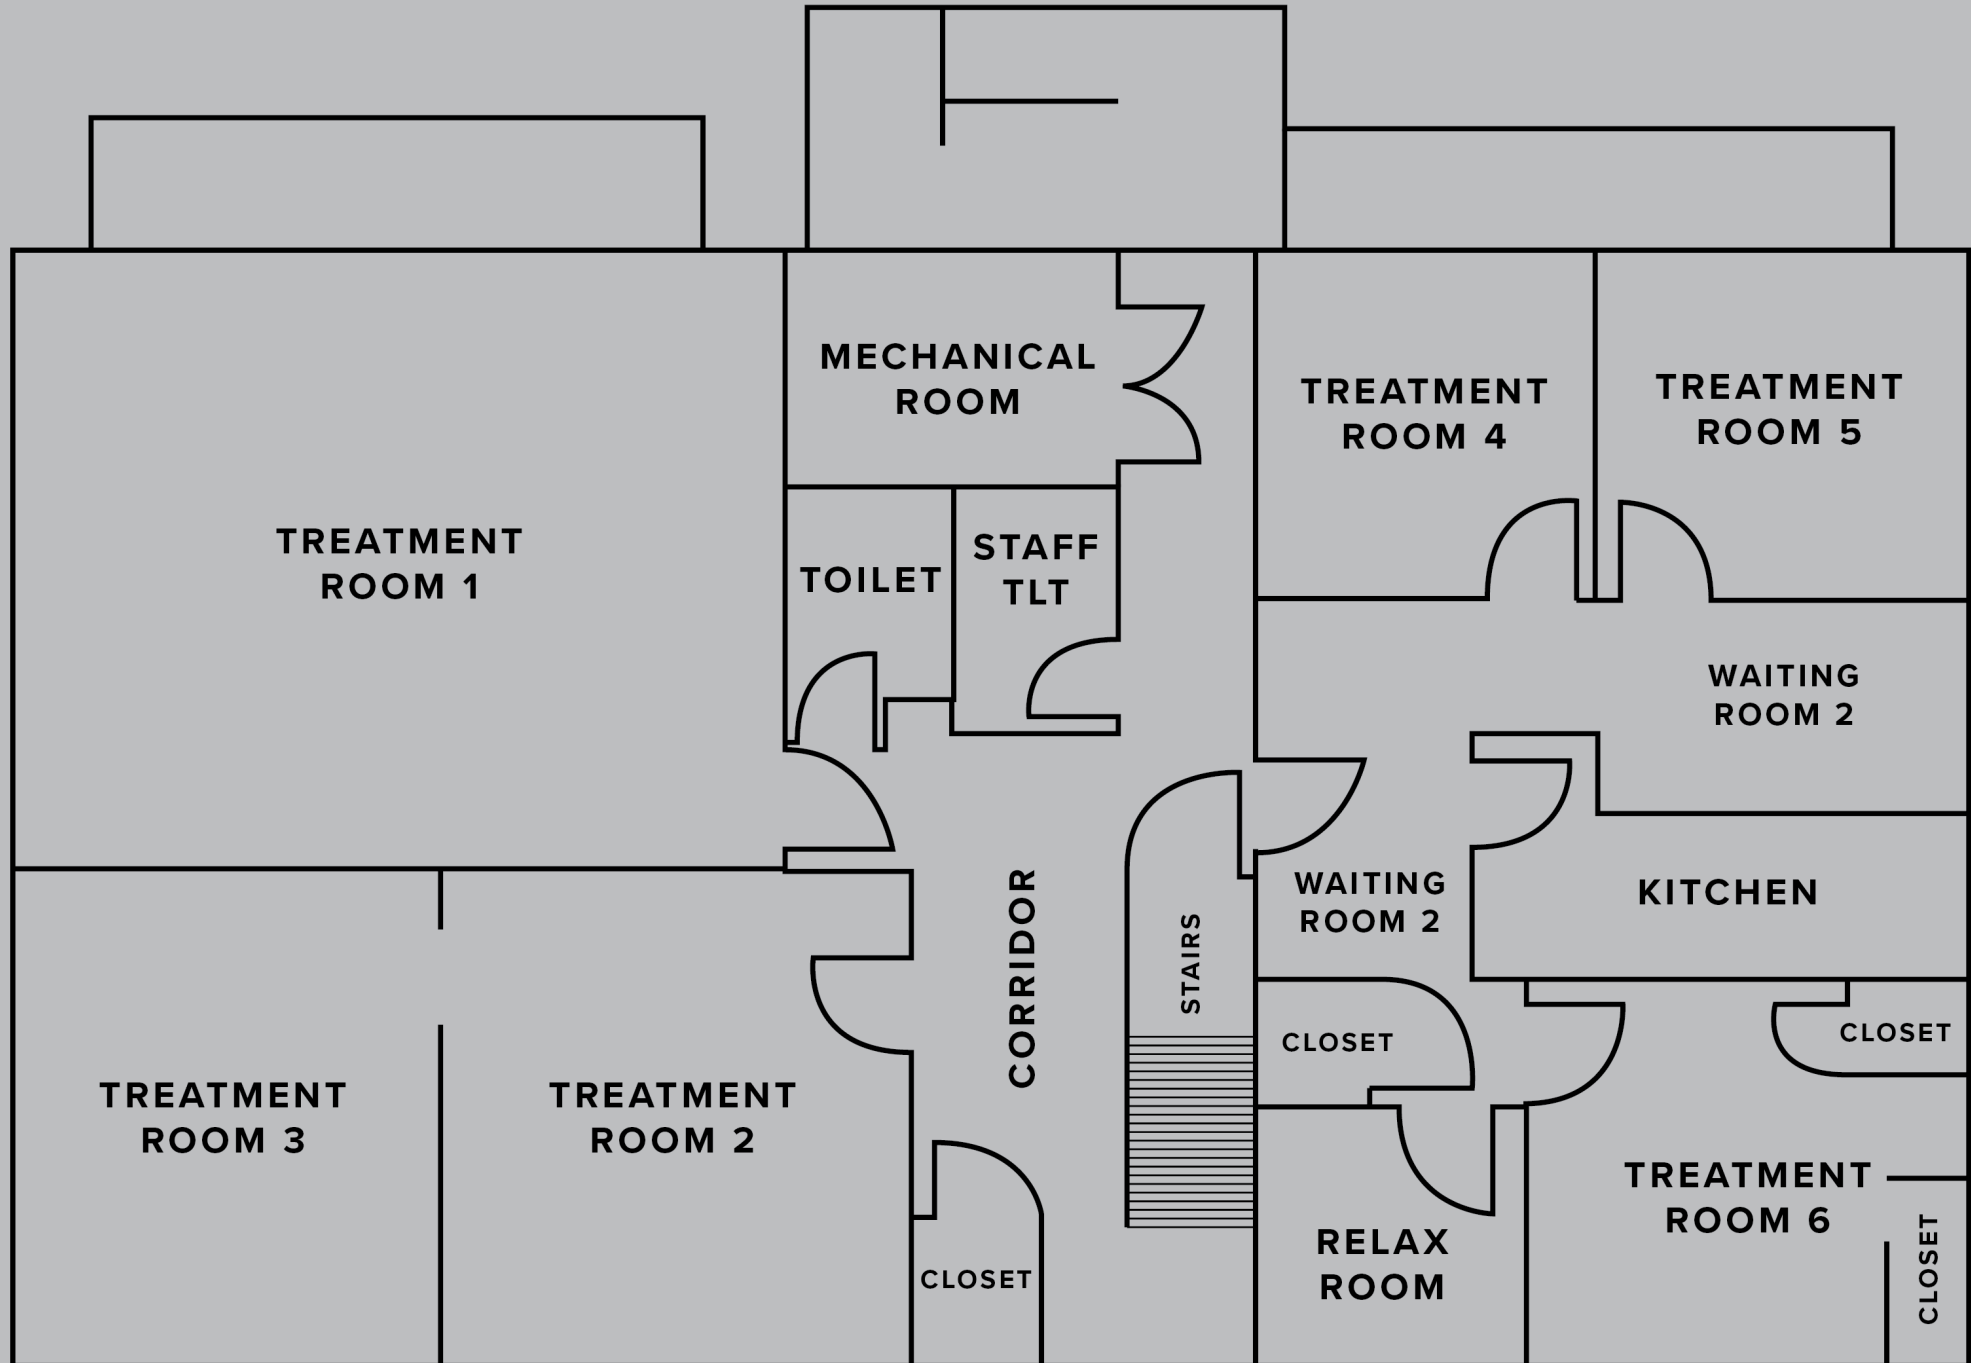 MECHANICAL
ROOM
TREATMENT
ROOM 4
TREATMENT
ROOM 5
TREATMENT
ROOM 1
TOILET
STAFF
TLT
WAITING
ROOM 2
CORRIDOR
STAIRS
WAITING
ROOM 2
KITCHEN
CLOSET
CLOSET
TREATMENT
ROOM 3
TREATMENT
ROOM 2
TREATMENT
ROOM 6
RELAX
ROOM
CLOSET
CLOSET